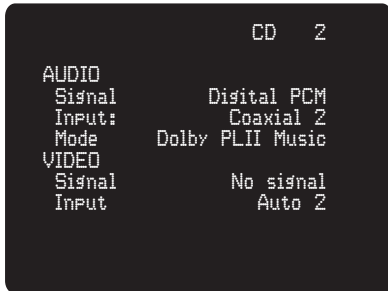 CD 2
AUDIO
Signal Digital PCM
Input: Coaxial 2
Mode Dolby PLII Music
VIDEO
Signal No signal
Input Auto 2